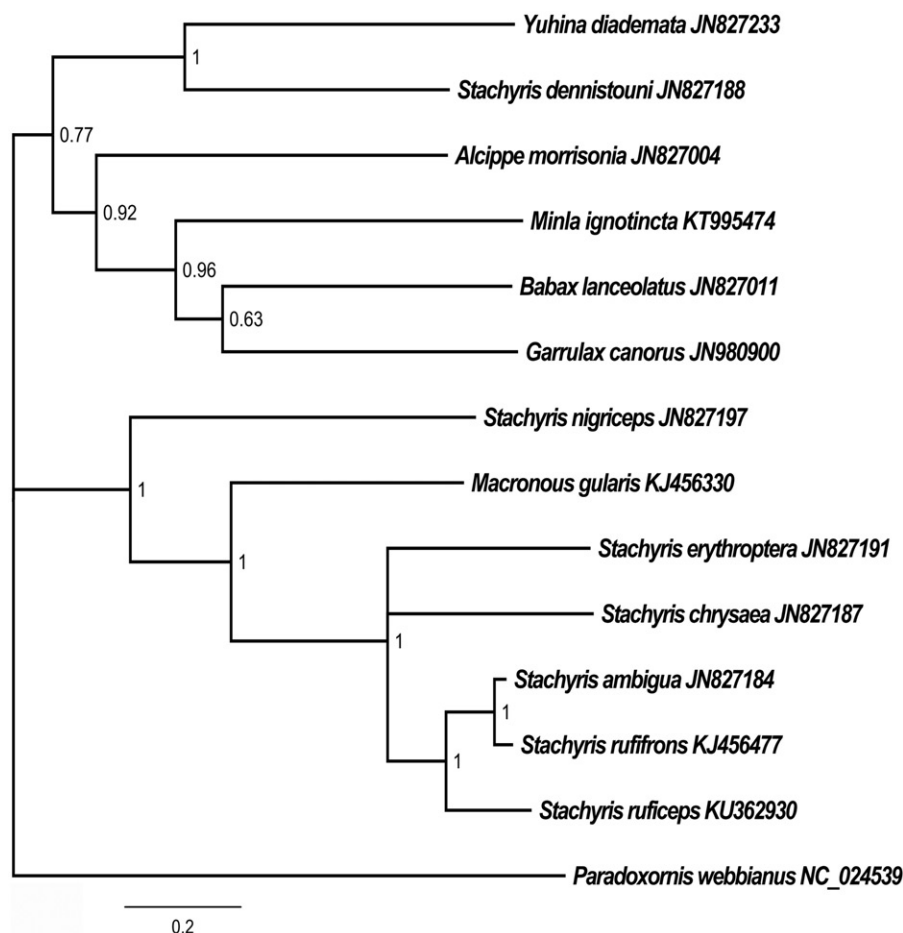 Yuhina diademata JN827233
1
Stachyris dennistouni JN827188
0.77
Alcippe morrisonia JN827004
0.92
Minla ignotincta KT995474
0.96
Babax lanceolatus JN827011
0.63
Garrulax canorus JN980900
Stachyris nigriceps JN827197
1
Macronous gularis KJ456330
1
Stachyris erythroptera JN827191
Stachyris chrysaea JN827187
1
Stachyris ambigua JN827184
1
Stachyris rufifrons KJ456477
1
Stachyris ruficeps KU362930
Paradoxornis webbianus NC_024539
0.2